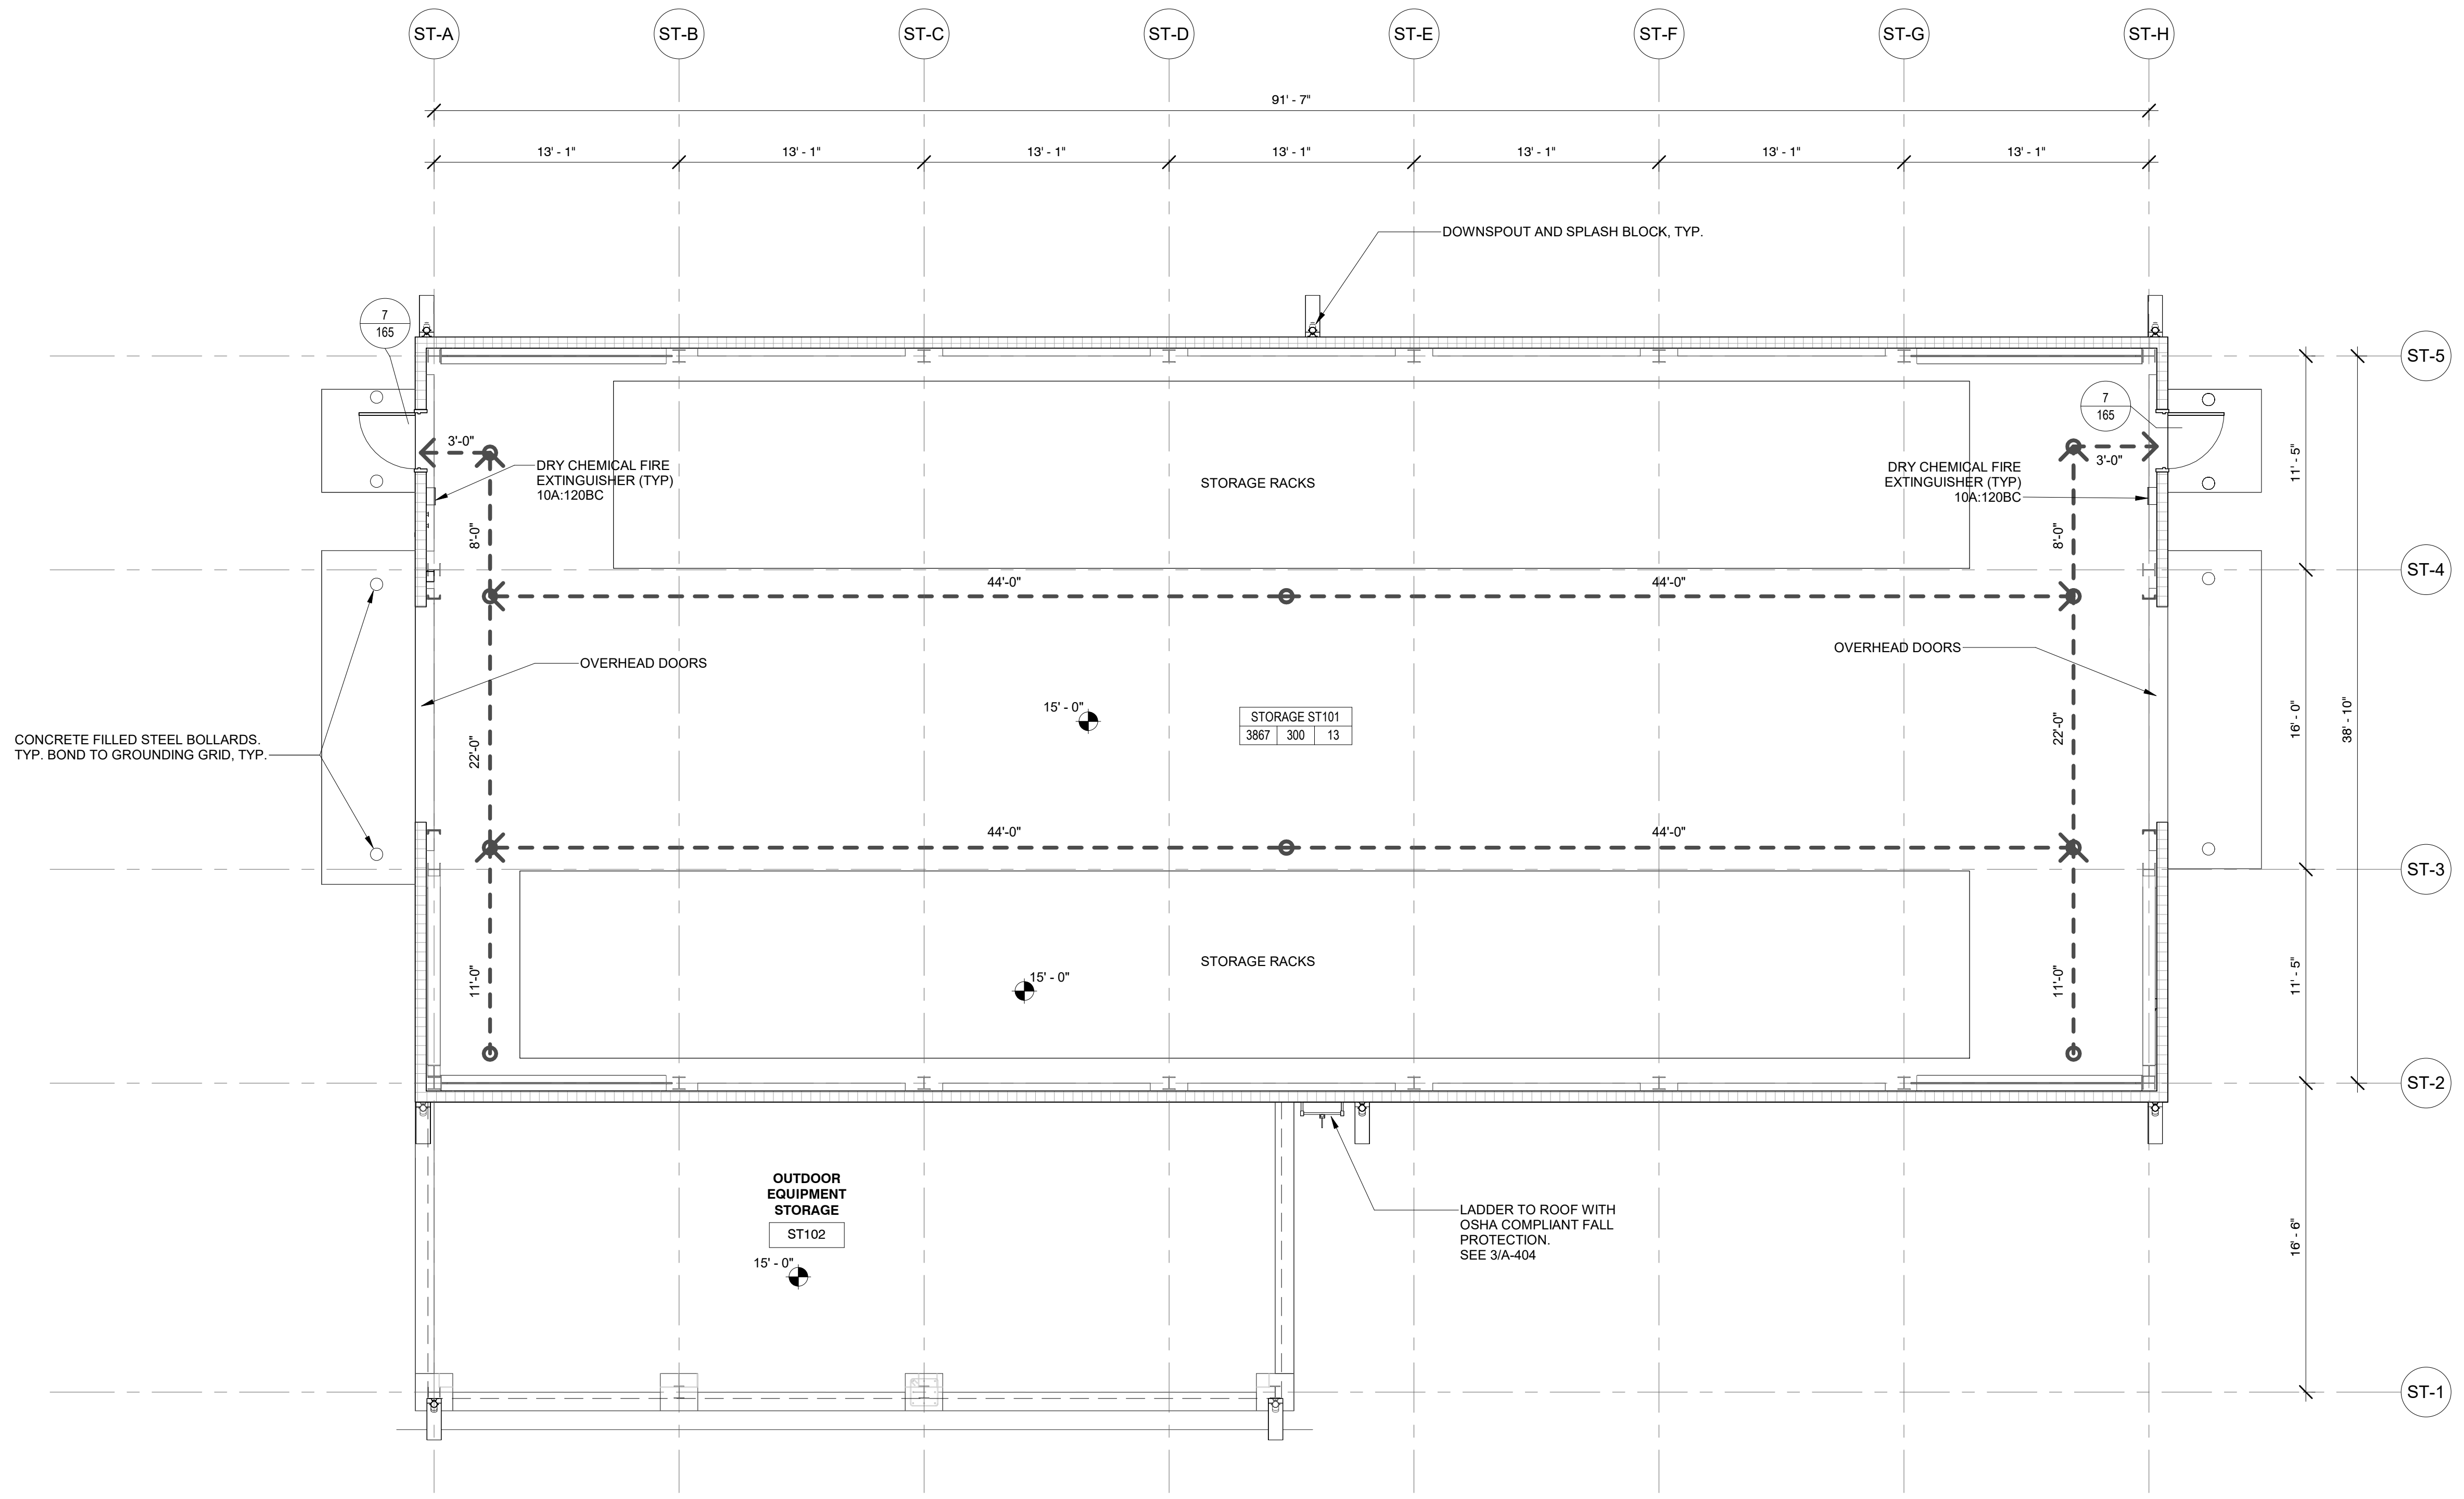 ST-A
ST-B
ST-C
ST-D
ST-E
ST-F
ST-G
ST-H
91' - 7"
13' - 1"
13' - 1"
13' - 1"
13' - 1"
13' - 1"
13' - 1"
13' - 1"
DOWNSPOUT AND SPLASH BLOCK, TYP.
7
165
ST-5
7
165
3'-0"
3'-0"
DRY CHEMICAL FIRE
EXTINGUISHER (TYP)
10A:120BC
STORAGE RACKS
DRY CHEMICAL FIRE
EXTINGUISHER (TYP)
10A:120BC
11' - 5"
8'-0"
8'-0"
ST-4
44'-0"
44'-0"
OVERHEAD DOORS
OVERHEAD DOORS
15' - 0"
STORAGE ST101
3867 300 13
16' - 0"
38' - 10"
CONCRETE FILLED STEEL BOLLARDS.
TYP. BOND TO GROUNDING GRID, TYP.
22'-0"
22'-0"
44'-0"
44'-0"
ST-3
STORAGE RACKS
15' - 0"
11'-0"
11'-0"
11' - 5"
ST-2
OUTDOOR
EQUIPMENT
STORAGE
ST102
15' - 0"
LADDER TO ROOF WITH
OSHA COMPLIANT FALL
PROTECTION.
SEE 3/A-404
16' - 6"
ST-1